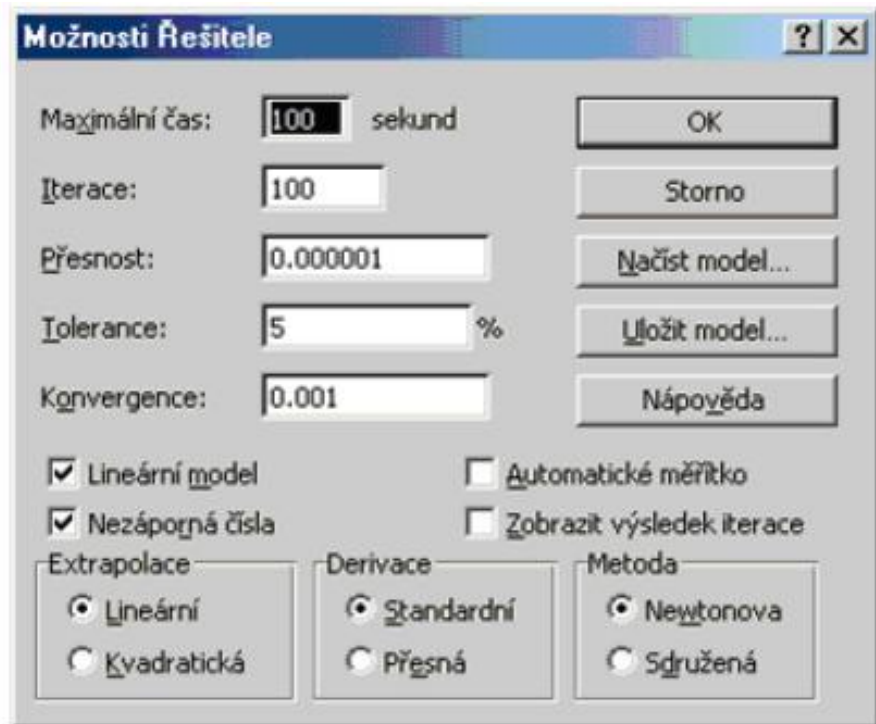 Možnosti Řešitele
Maximální čas: 100 sekund
OK
Iterace: 100
Storno
Přesnost: 0.000001
Načíst model...
Tolerance: 5 %
Uložit model...
Konvergence: 0.001
Nápověda
Lineární model
Automatické měřítko
Nezáporná čísla
Zobrazit výsledek iterace
Extrapolace
Lineární
Kvadratická
Derivace
Standardní
Přesná
Metoda
Newtonova
Sdružená